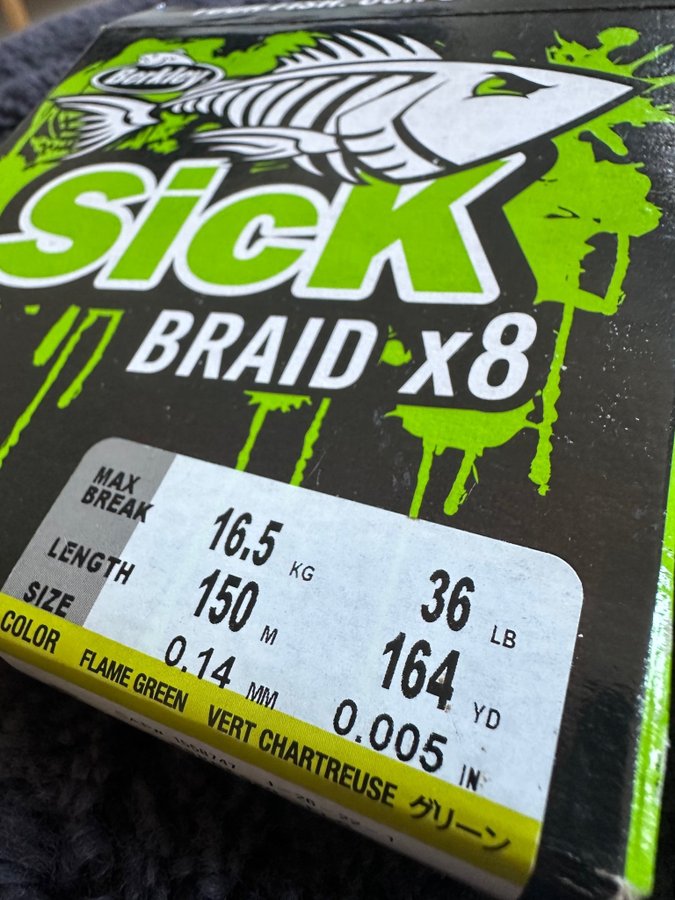 Berkley
Sick
BRAID x8
MAX BREAK 16.5 KG 36 LB
LENGTH 150 M 164 YD
SIZE 0.14 MM 0.005 IN
COLOR FLAME GREEN VERT CHARTREUSE グリーン